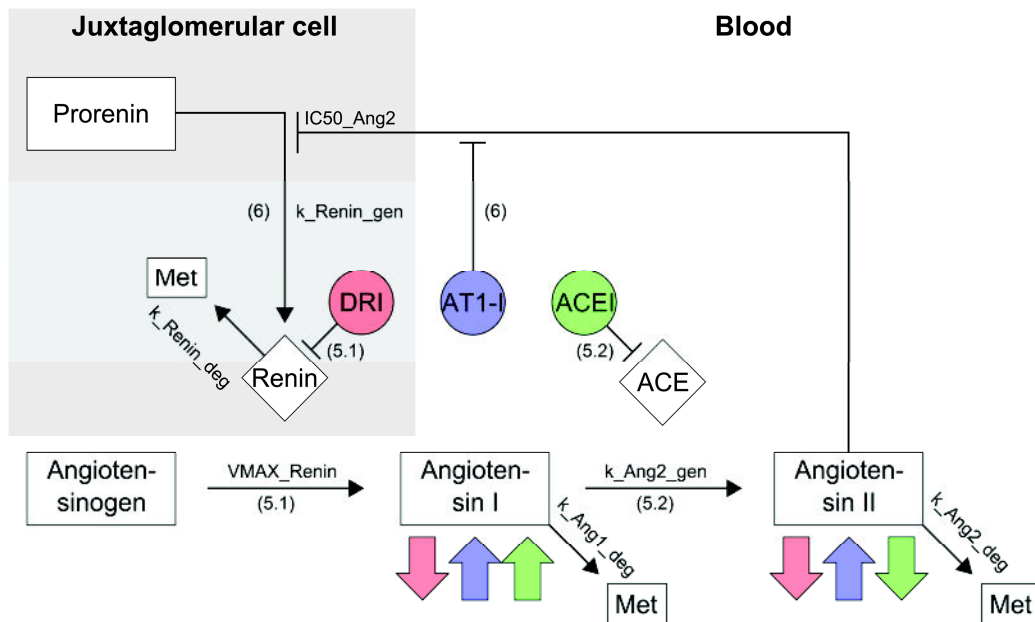 Juxtaglomerular cell
Blood
Prorenin
IC50_Ang2
(6)
k_Renin_gen
(6)
Met
k_Renin_deg
DRI
AT1-I
ACEI
(5.1)
(5.2)
Renin
ACE
Angioten-
sinogen
VMAX_Renin
(5.1)
Angioten-
sin I
k_Ang2_gen
(5.2)
Angioten-
sin II
k_Ang1_deg
k_Ang2_deg
Met
Met